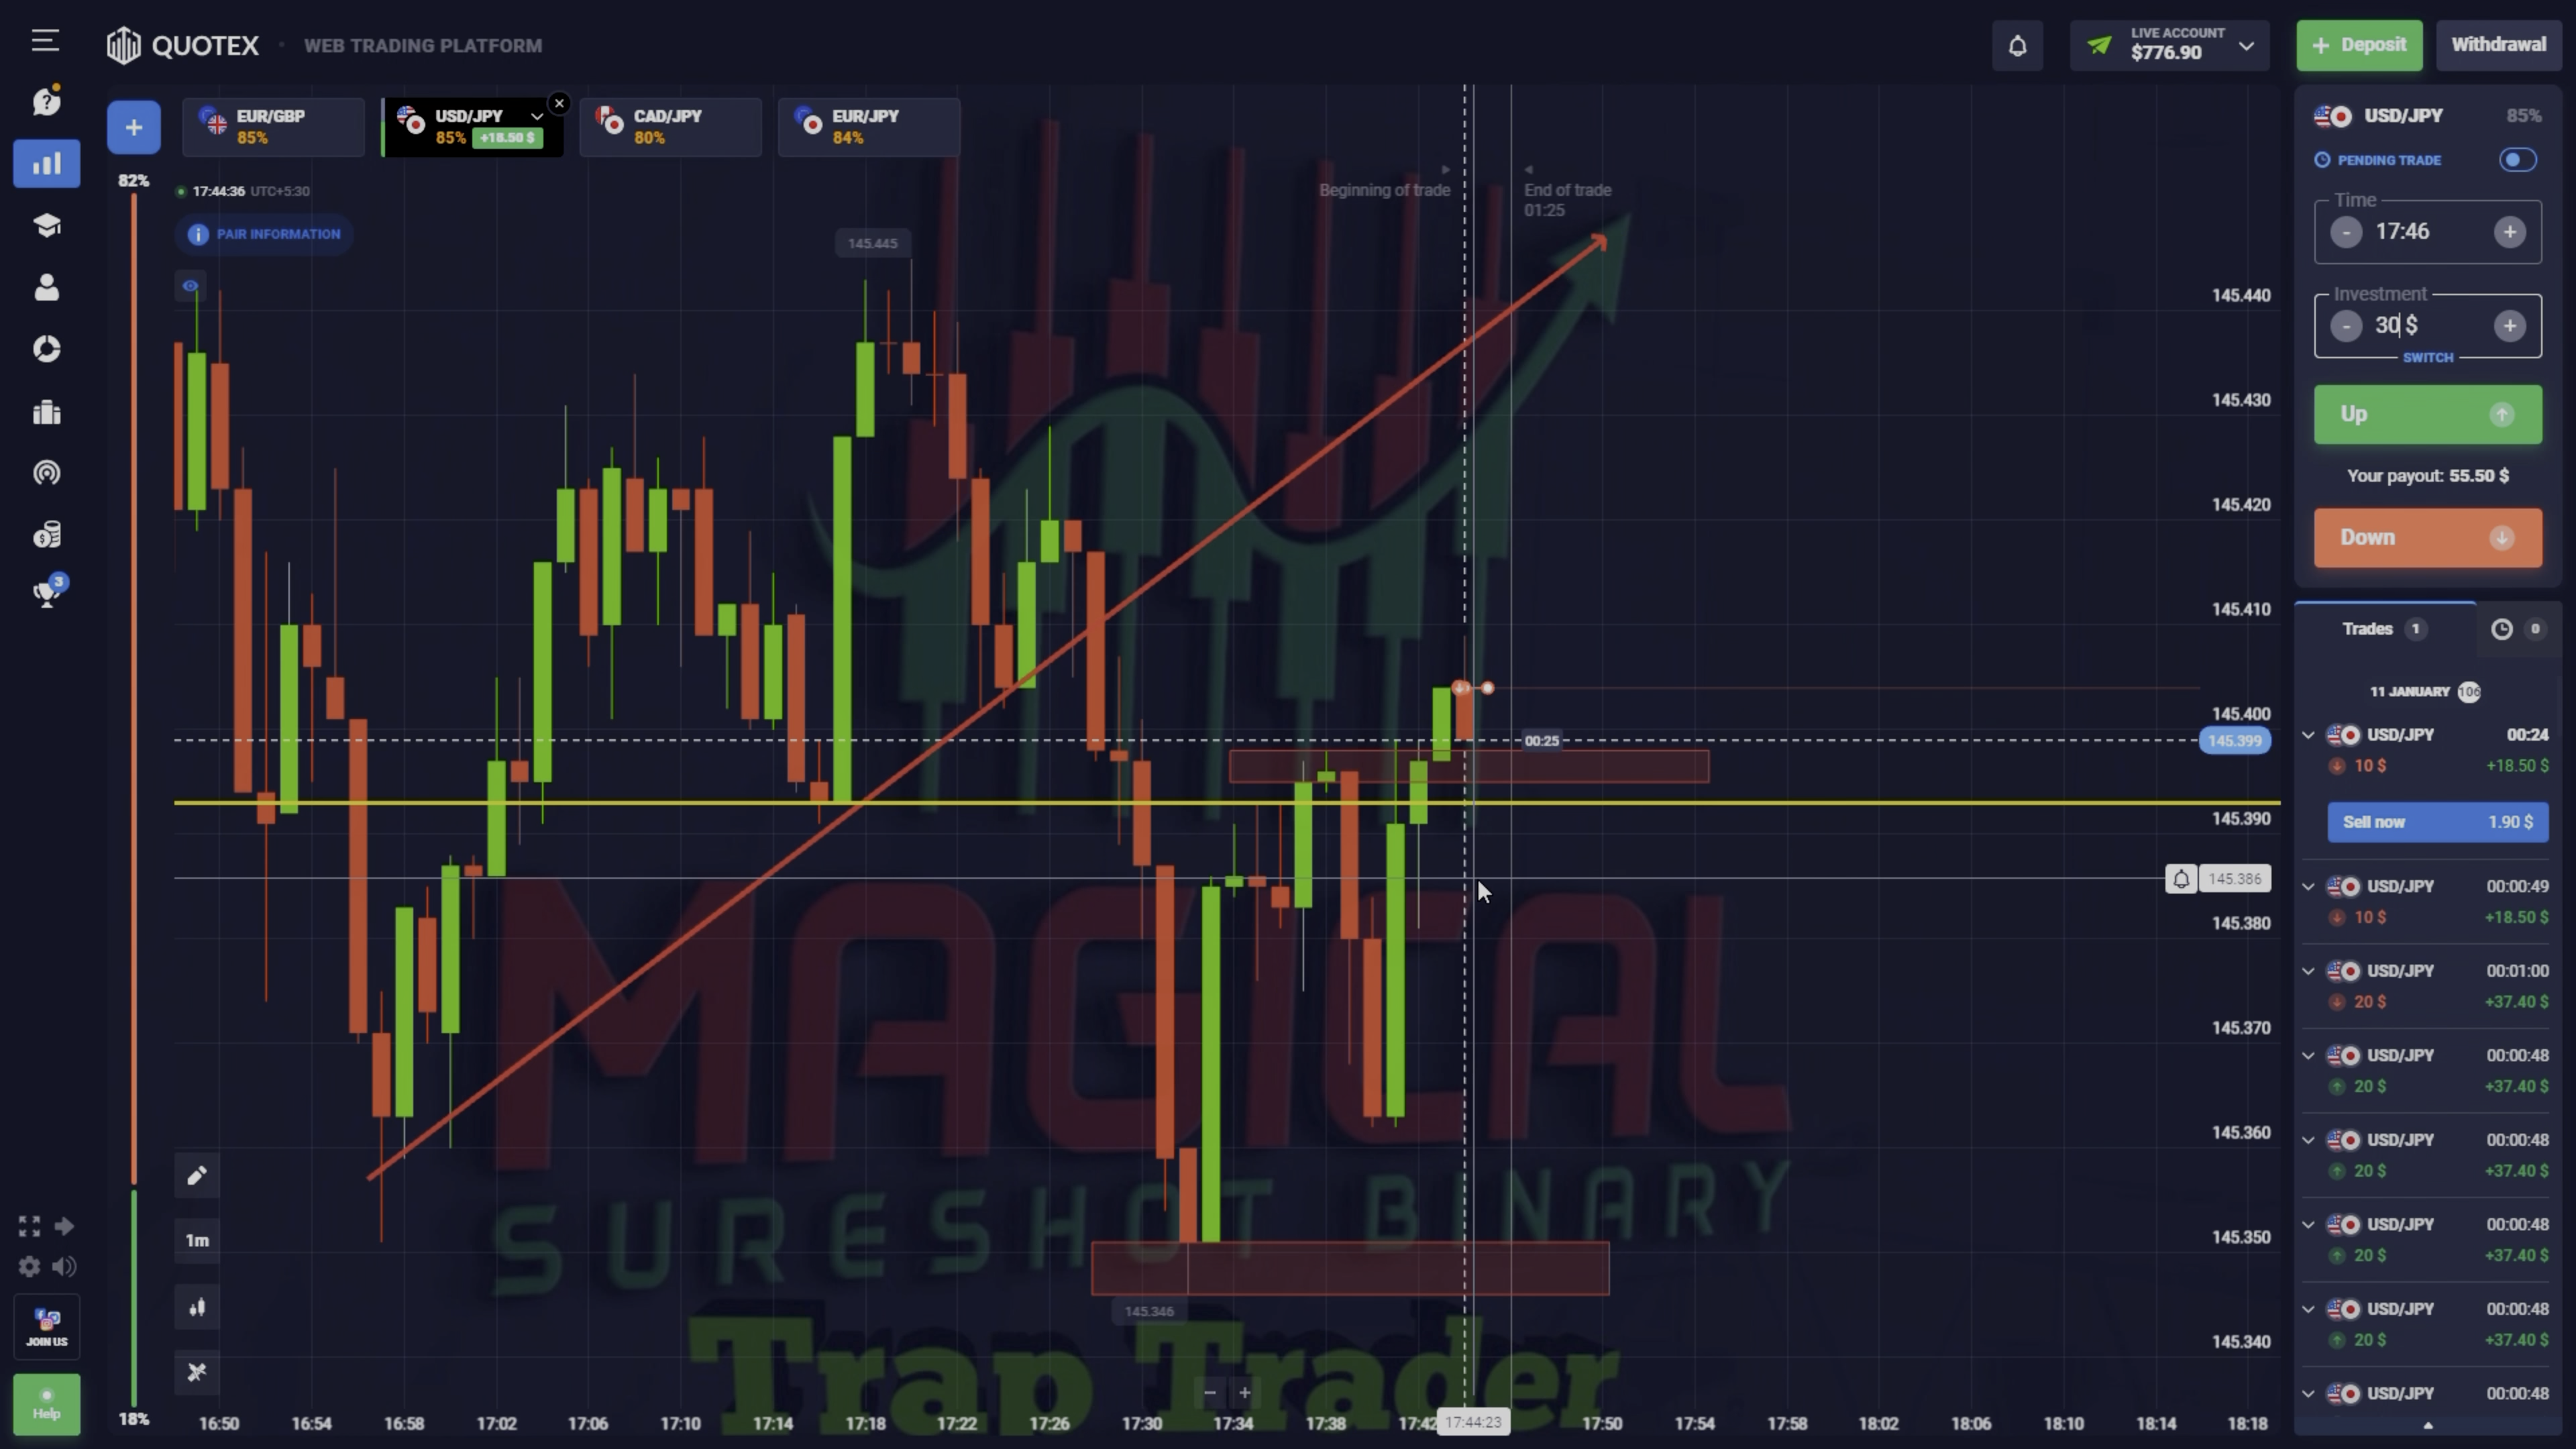 QUOTEX
WEB TRADING PLATFORM
LIVE ACCOUNT
$776.90
+ Deposit
Withdrawal
+
EUR/GBP
85%
USD/JPY
85% +18.50 $
CAD/JPY
80%
EUR/JPY
84%
82%
17:44:36 UTC+5:30
PAIR INFORMATION
Beginning of trade
End of trade
01:25
145.445
145.440
145.430
145.420
145.410
145.400
00:25
145.399
145.390
145.386
145.380
145.370
145.360
145.350
145.346
145.340
MAGICAL
SURESHOT BINARY
Trap Trader
1m
3
JOIN US
Help
18%
- +
16:50 16:54 16:58 17:02 17:06 17:10 17:14 17:18 17:22 17:26 17:30 17:34 17:38 17:42 17:44:23 17:50 17:54 17:58 18:02 18:06 18:10 18:14 18:18
USD/JPY 85%
PENDING TRADE
Time
- 17:46 +
Investment
- 30 $ +
SWITCH
Up
Your payout: 55.50 $
Down
Trades 1
0
11 JANUARY 106
USD/JPY 00:24
10 $ +18.50 $
Sell now 1.90 $
USD/JPY 00:00:49
10 $ +18.50 $
USD/JPY 00:01:00
20 $ +37.40 $
USD/JPY 00:00:48
20 $ +37.40 $
USD/JPY 00:00:48
20 $ +37.40 $
USD/JPY 00:00:48
20 $ +37.40 $
USD/JPY 00:00:48
20 $ +37.40 $
USD/JPY 00:00:48